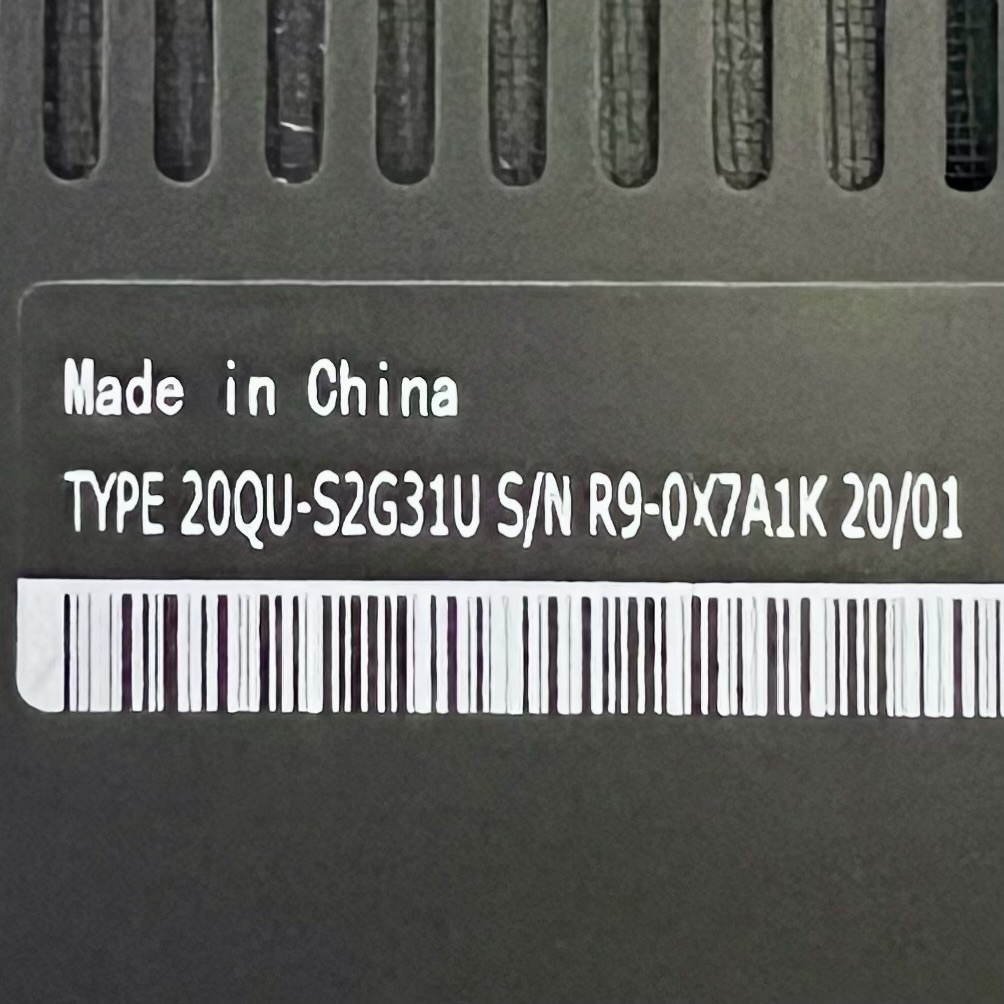 Made in China
TYPE 20QU-S2G31U S/N R9-0X7A1K 20/01